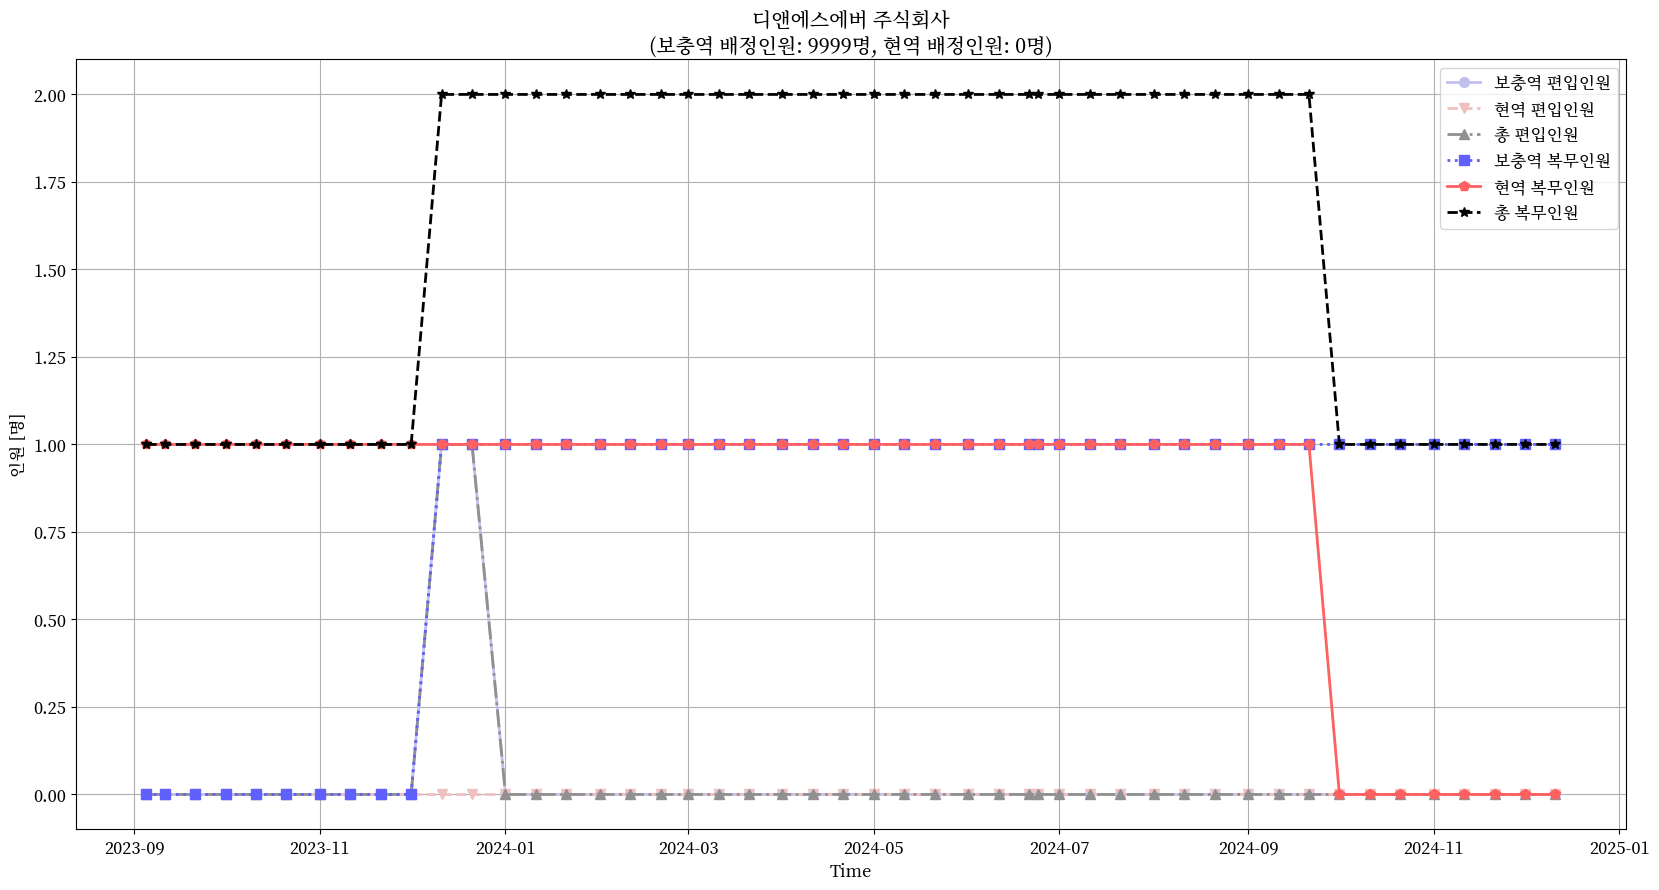 디앤에스에버 주식회사
(보충역 배정인원: 9999명, 현역 배정인원: 0명)
보충역 편입인원
현역 편입인원
총 편입인원
보충역 복무인원
현역 복무인원
총 복무인원
인원 [명]
2.00
1.75
1.50
1.25
1.00
0.75
0.50
0.25
0.00
2023-09
2023-11
2024-01
2024-03
2024-05
2024-07
2024-09
2024-11
2025-01
Time